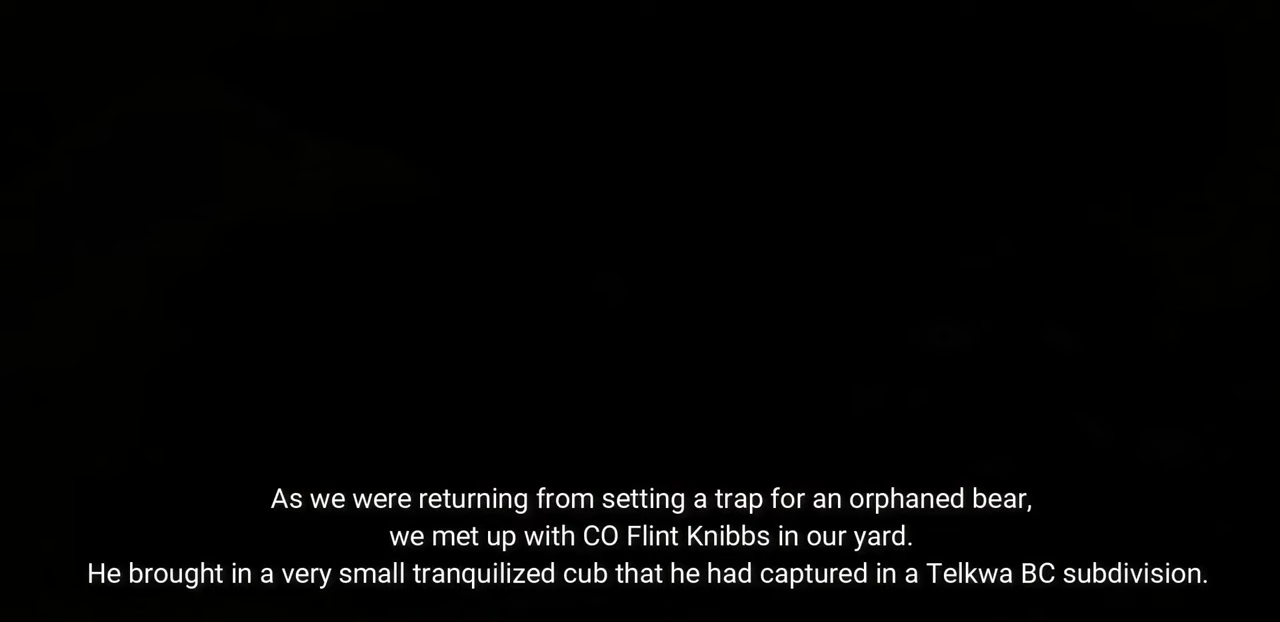 As we were returning from setting a trap for an orphaned bear,
we met up with CO Flint Knibbs in our yard.
He brought in a very small tranquilized cub that he had captured in a Telkwa BC subdivision.